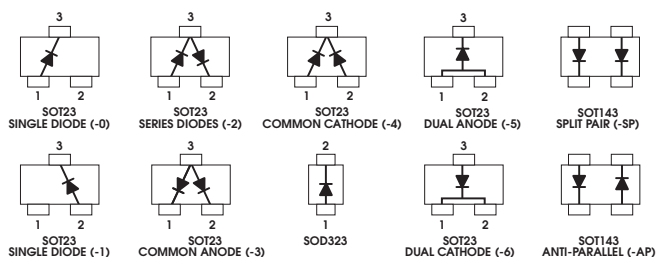 3 3 3 3
1 2 1 2 1 2 1 2
SOT23 SOT23 SOT23 SOT23 SOT143
SINGLE DIODE (-0) SERIES DIODES (-2) COMMON CATHODE (-4) DUAL ANODE (-5) SPLIT PAIR (-SP)
3 3 2 3
1 2 1 2 1 1 2
SOT23 SOT23 SOD323 SOT23 SOT143
SINGLE DIODE (-1) COMMON ANODE (-3) DUAL CATHODE (-6) ANTI-PARALLEL (-AP)